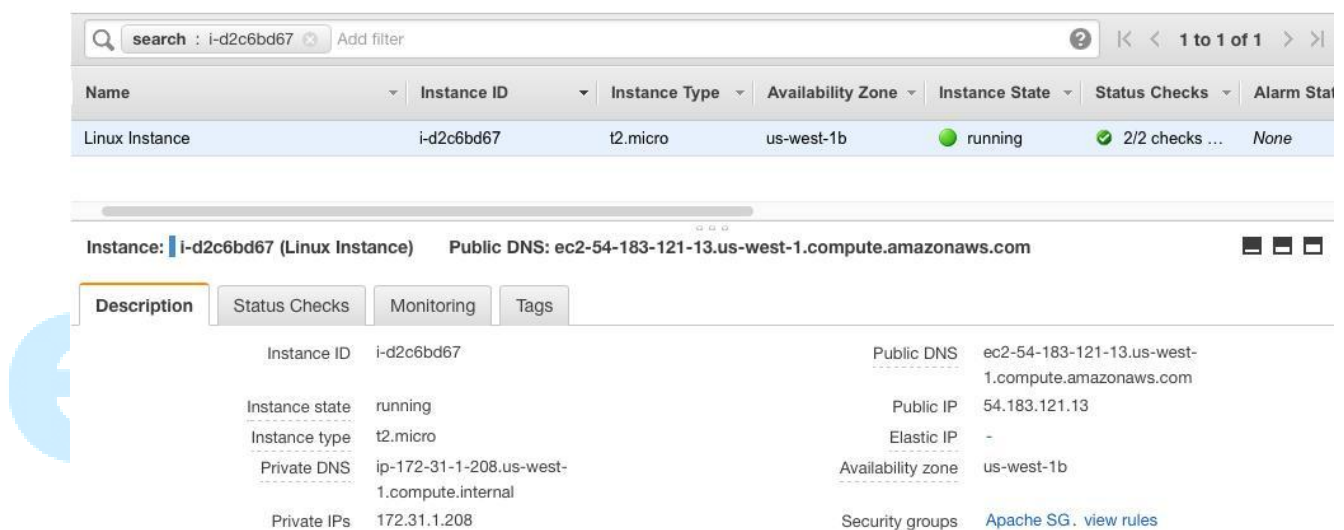 search : i-d2c6bd67 Add filter 1 to 1 of 1
Name Instance ID Instance Type Availability Zone Instance State Status Checks Alarm Stat
Linux Instance i-d2c6bd67 t2.micro us-west-1b running 2/2 checks ... None
Instance: i-d2c6bd67 (Linux Instance) Public DNS: ec2-54-183-121-13.us-west-1.compute.amazonaws.com
Description Status Checks Monitoring Tags
Instance ID i-d2c6bd67 Public DNS ec2-54-183-121-13.us-west-
1.compute.amazonaws.com
Instance state running Public IP 54.183.121.13
Instance type t2.micro Elastic IP -
Private DNS ip-172-31-1-208.us-west- Availability zone us-west-1b
1.compute.internal
Private IPs 172.31.1.208 Security groups Apache SG. view rules